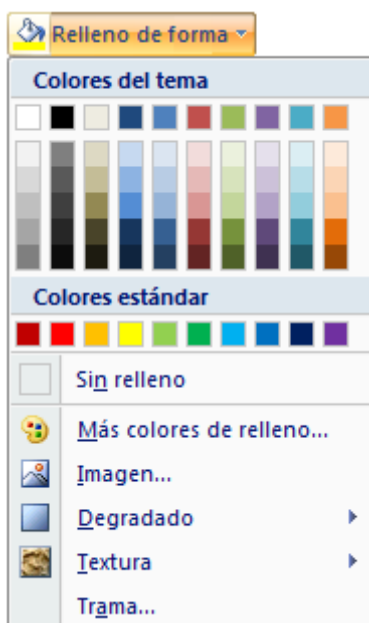 Relleno de forma
Colores del tema
Colores estándar
Sin relleno
Más colores de relleno...
Imagen...
Degradado
Textura
Trama...